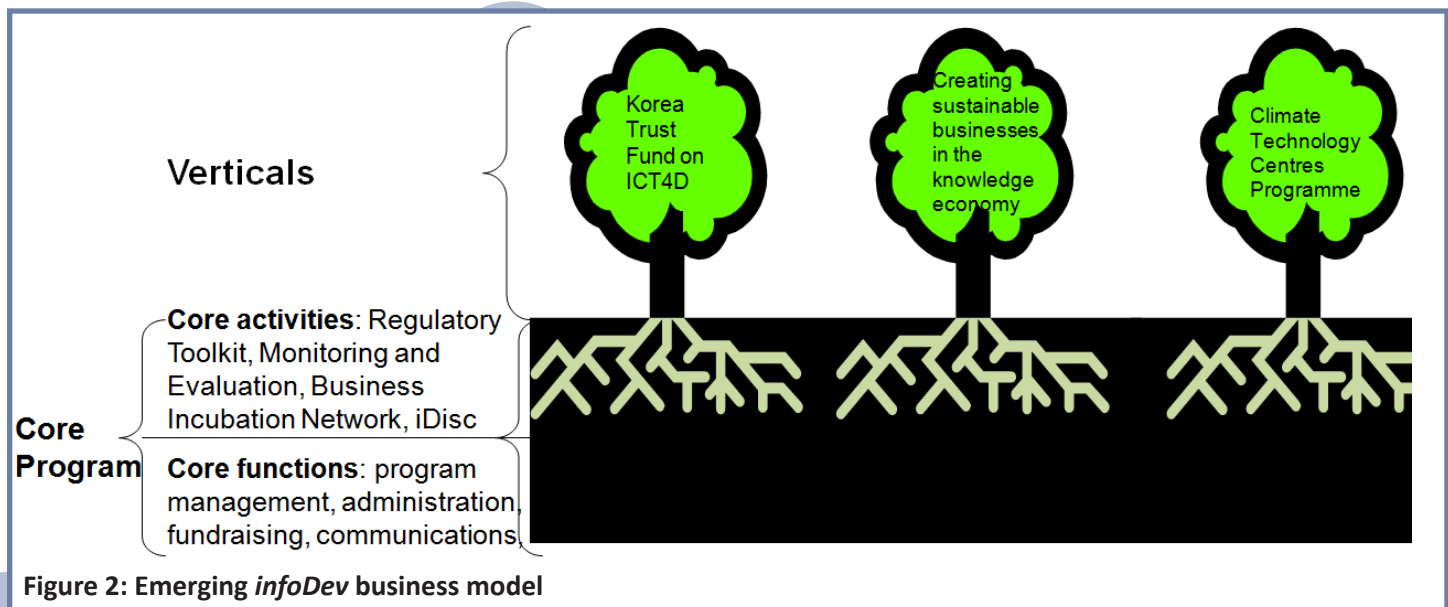 Verticals
Korea
Trust
Fund on
ICT4D
Creating
sustainable
businesses
in the
knowledge
economy
Climate
Technology
Centres
Programme
Core
Program
Core activities: Regulatory
Toolkit, Monitoring and
Evaluation, Business
Incubation Network, iDisc
Core functions: program
management, administration,
fundraising, communications,
Figure 2: Emerging infoDev business model